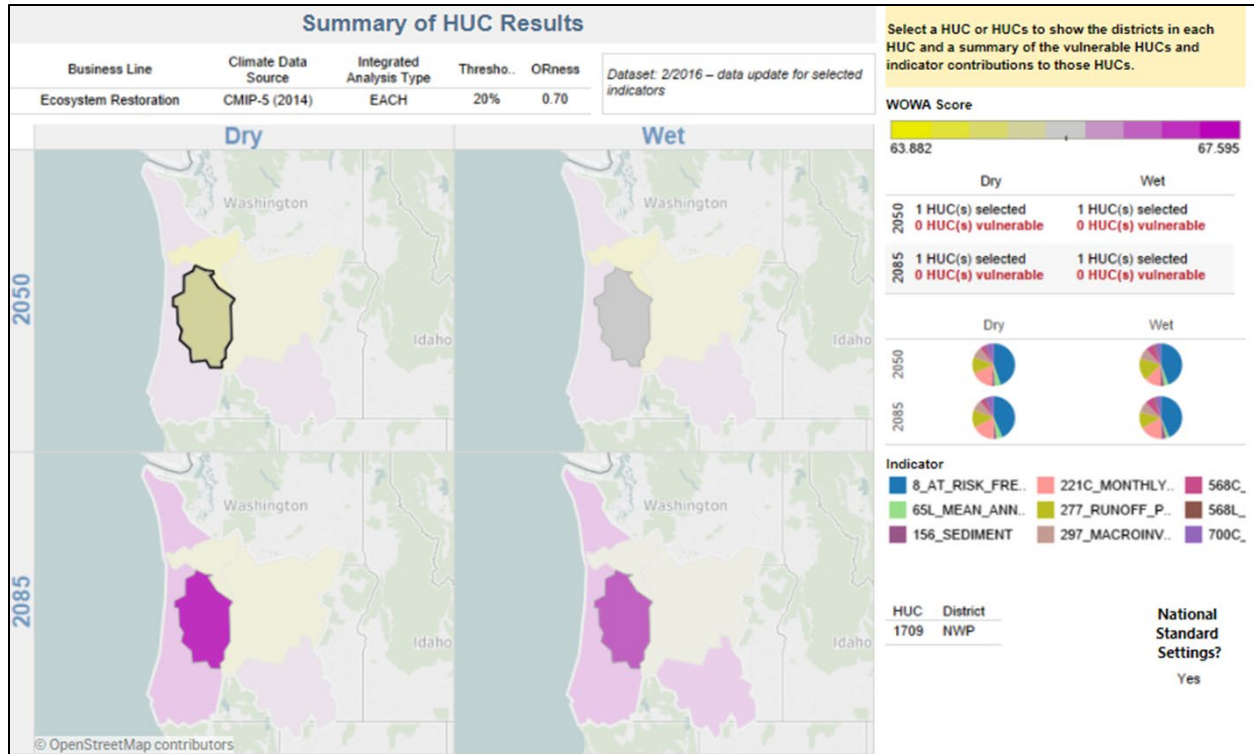 Summary of HUC Results
Business Line
Climate Data
Source
Integrated
Analysis Type
Thresho..
ORness
Ecosystem Restoration
CMIP-5 (2014)
EACH
20%
0.70
Dataset: 2/2016 – data update for selected
indicators
Select a HUC or HUCs to show the districts in each
HUC and a summary of the vulnerable HUCs and
indicator contributions to those HUCs.
WOWA Score
63.882
67.595
Dry
Wet
2050
Washington
Idaho
Washington
Idaho
2085
Washington
Idaho
Washington
Idaho
© OpenStreetMap contributors
Dry
Wet
2050
1 HUC(s) selected
0 HUC(s) vulnerable
1 HUC(s) selected
0 HUC(s) vulnerable
2085
1 HUC(s) selected
0 HUC(s) vulnerable
1 HUC(s) selected
0 HUC(s) vulnerable
Dry
Wet
2050
2085
Indicator
8_AT_RISK_FRE..
221C_MONTHLY..
568C_
65L_MEAN_ANN..
277_RUNOFF_P..
568L_
156_SEDIMENT
297_MACROINV..
700C_
HUC
District
1709
NWP
National
Standard
Settings?
Yes